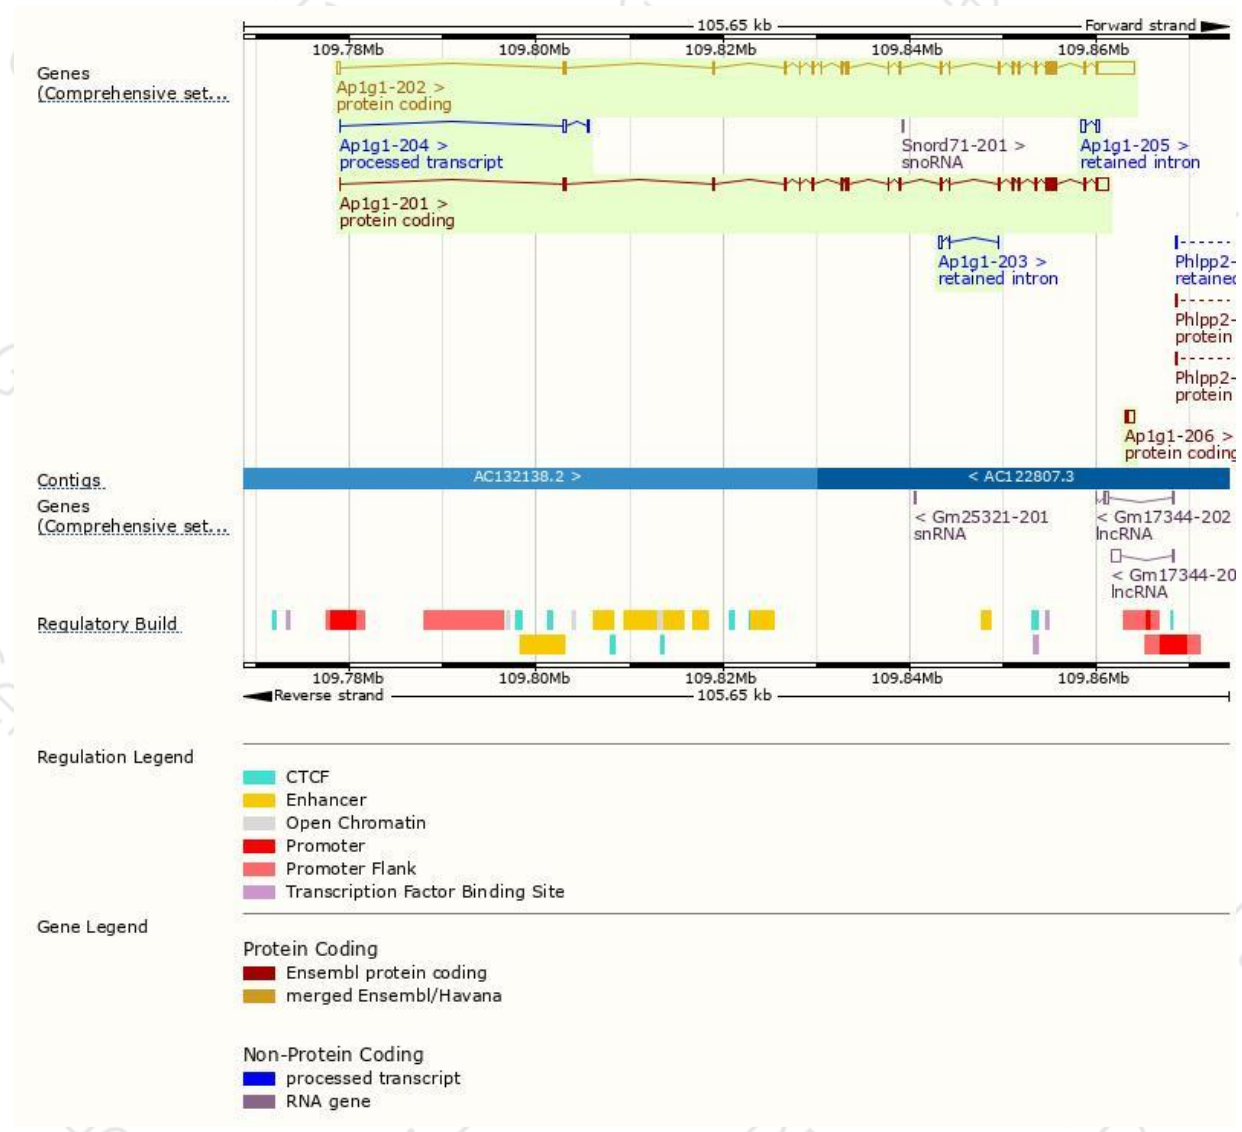 105.65 kb Forward strand
109.78Mb 109.80Mb 109.82Mb 109.84Mb 109.86Mb
Genes
(Comprehensive set...
Ap1g1-202 >
protein coding
Ap1g1-204 > Snord71-201 > Ap1g1-205 >
processed transcript snoRNA retained intron
Ap1g1-201 >
protein coding
Ap1g1-203 > Phlpp2-
retained intron retained
Phlpp2-
protein
Phlpp2-
protein
Ap1g1-206 >
protein coding
Contigs AC132138.2 > < AC122807.3
Genes
(Comprehensive set...
< Gm25321-201 < Gm17344-202
snRNA lncRNA
< Gm17344-20
lncRNA
Regulatory Build
109.78Mb 109.80Mb 109.82Mb 109.84Mb 109.86Mb
Reverse strand 105.65 kb
Regulation Legend
CTCF
Enhancer
Open Chromatin
Promoter
Promoter Flank
Transcription Factor Binding Site
Gene Legend
Protein Coding
Ensembl protein coding
merged Ensembl/Havana
Non-Protein Coding
processed transcript
RNA gene